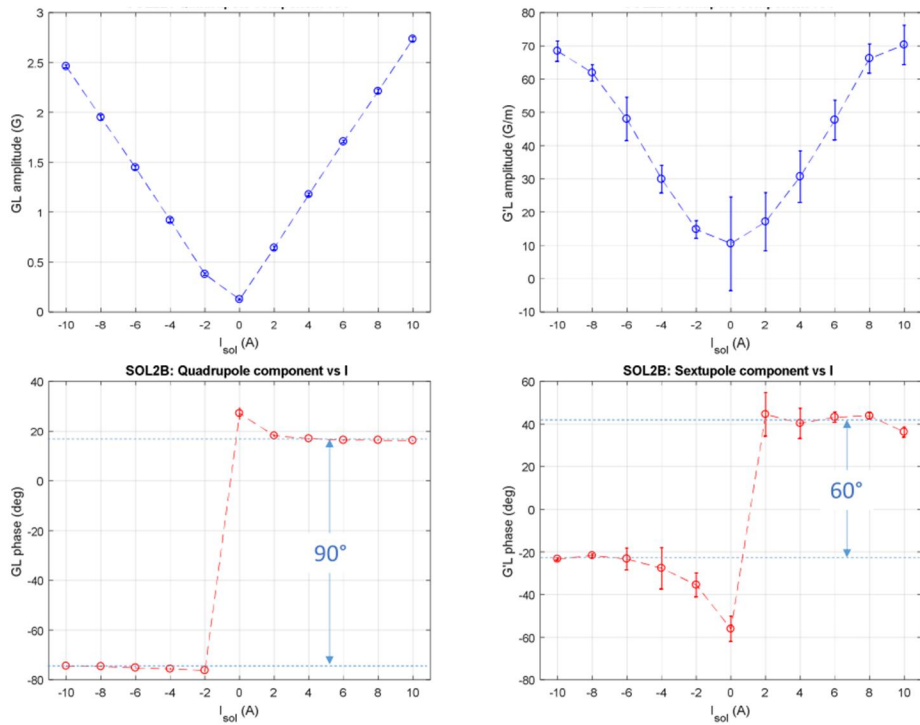 3
2.5
2
1.5
1
0.5
0
GL amplitude (G)
-10 -8 -6 -4 -2 0 2 4 6 8 10
I_sol (A)
80
70
60
50
40
30
20
10
0
-10
G'L amplitude (G/m)
-10 -8 -6 -4 -2 0 2 4 6 8 10
I_sol (A)
SOL2B: Quadrupole component vs I
40
20
0
-20
-40
-60
-80
GL phase (deg)
90°
-10 -8 -6 -4 -2 0 2 4 6 8 10
I_sol (A)
SOL2B: Sextupole component vs I
60
40
20
0
-20
-40
-60
-80
G'L phase (deg)
60°
-10 -8 -6 -4 -2 0 2 4 6 8 10
I_sol (A)